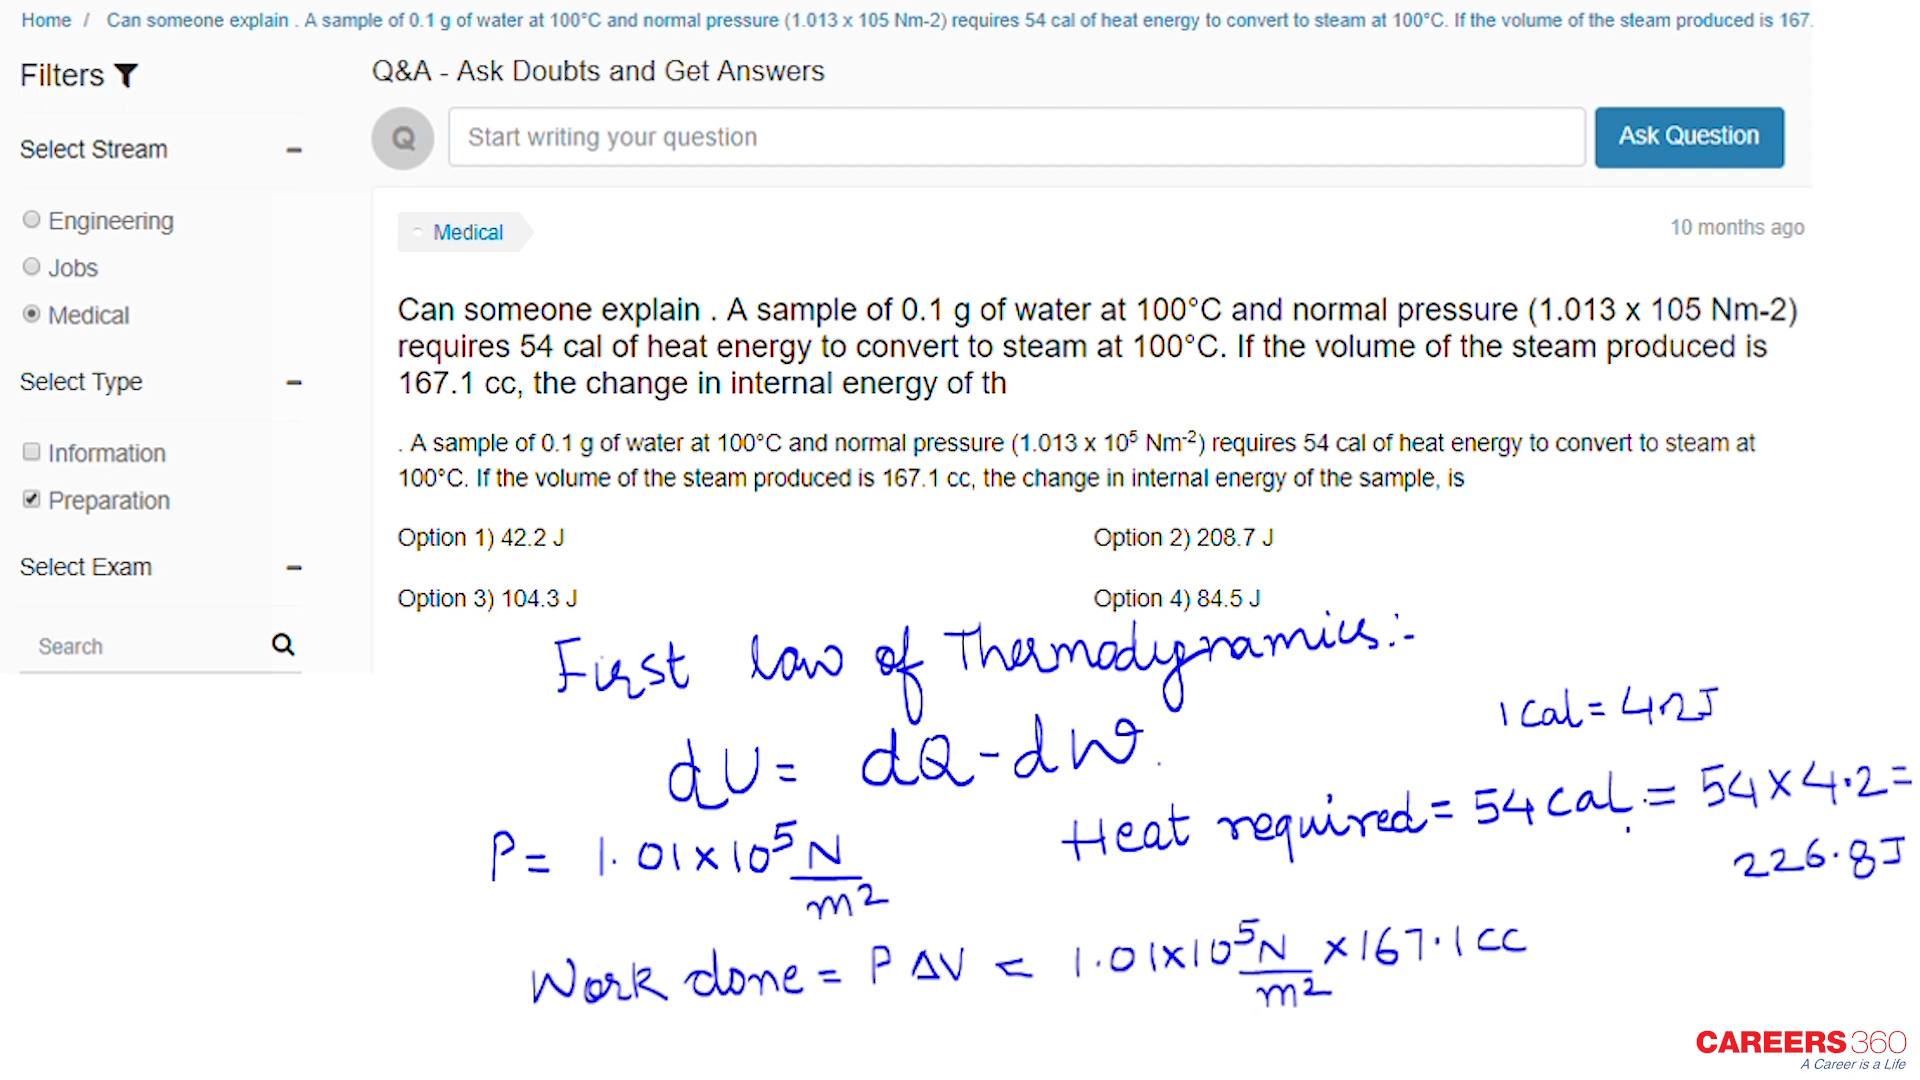 Home / Can someone explain . A sample of 0.1 g of water at 100°C and normal pressure (1.013 x 105 Nm-2) requires 54 cal of heat energy to convert to steam at 100°C. If the volume of the steam produced is 167.
Filters
Q&A - Ask Doubts and Get Answers
Q
Start writing your question
Ask Question
Select Stream
Engineering
Jobs
Medical
Select Type
Information
Preparation
Select Exam
Search
Medical
10 months ago
Can someone explain . A sample of 0.1 g of water at 100°C and normal pressure (1.013 x 105 Nm-2)
requires 54 cal of heat energy to convert to steam at 100°C. If the volume of the steam produced is
167.1 cc, the change in internal energy of th
. A sample of 0.1 g of water at 100°C and normal pressure (1.013 x 10⁵ Nm⁻²) requires 54 cal of heat energy to convert to steam at
100°C. If the volume of the steam produced is 167.1 cc, the change in internal energy of the sample, is
Option 1) 42.2 J
Option 2) 208.7 J
Option 3) 104.3 J
Option 4) 84.5 J
First law of Thermodynamics:-
dU = dQ - dW
1 Cal = 4.2J
Heat required = 54 Cal = 54 x 4.2 =
226.8J
P = 1.01 x 10⁵ N/m²
Work done = P ΔV = 1.01 x 10⁵ N/m² x 167.1 cc
CAREERS360
A Career is a Life